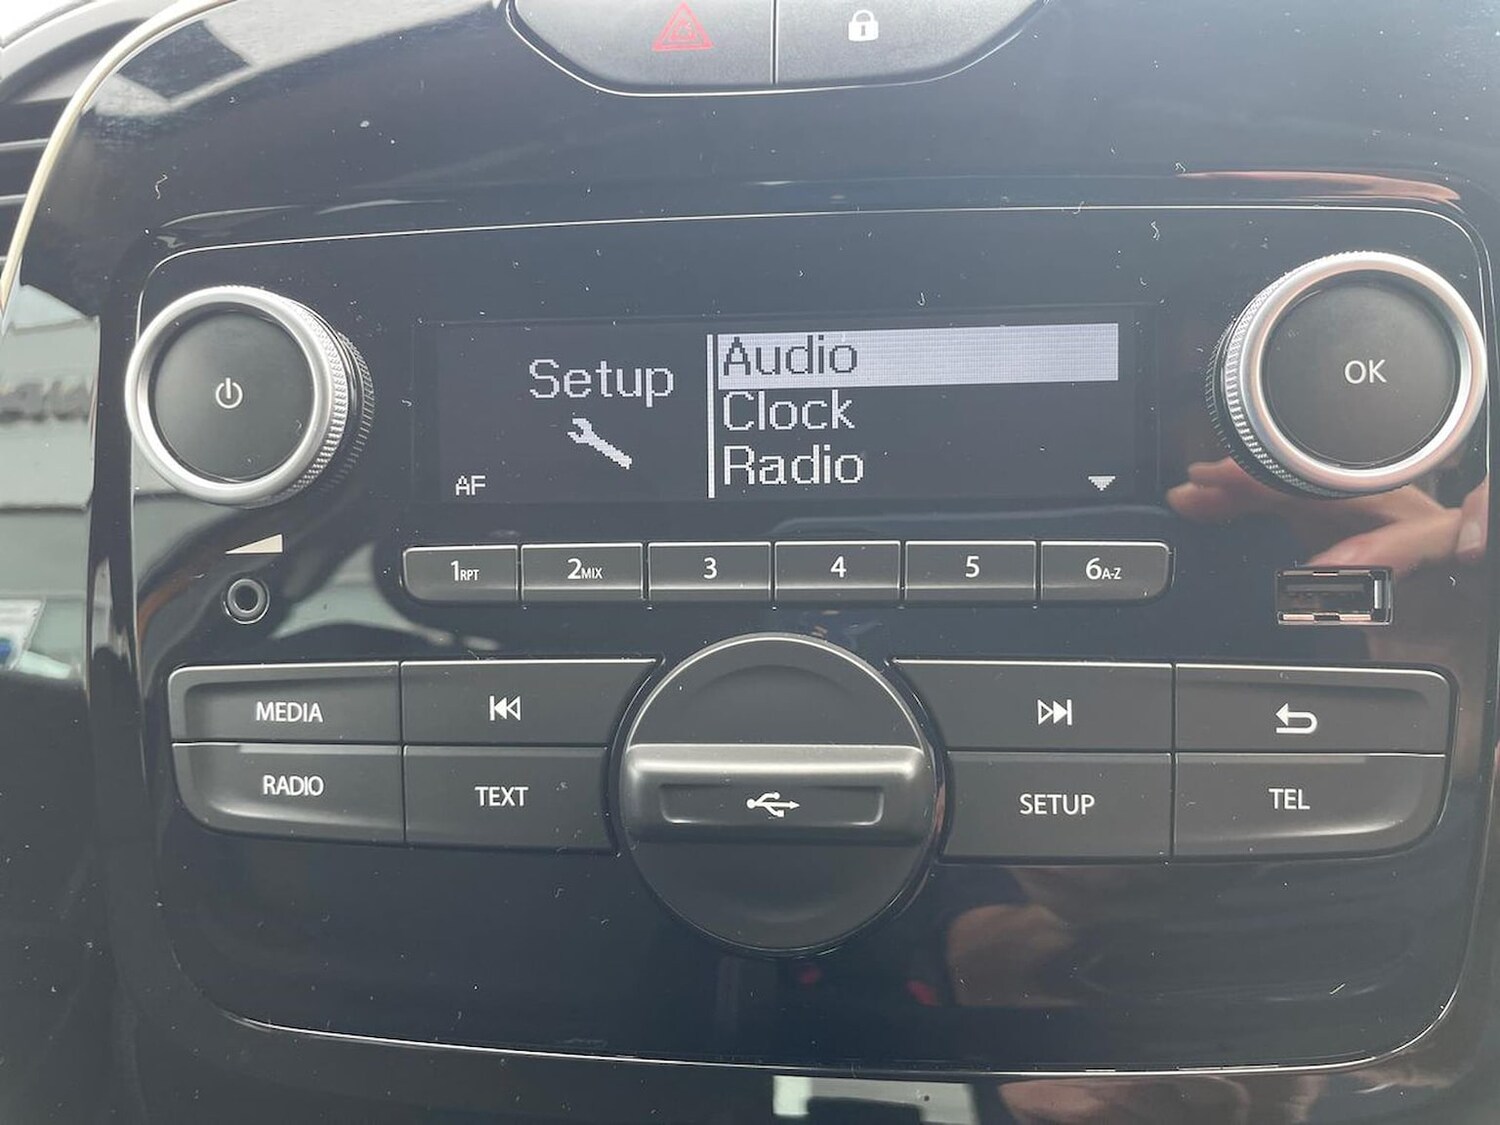 Setup
Audio
Clock
Radio
AF
OK
1RPT
2MIX
3
4
5
6A-Z
MEDIA
RADIO
TEXT
SETUP
TEL